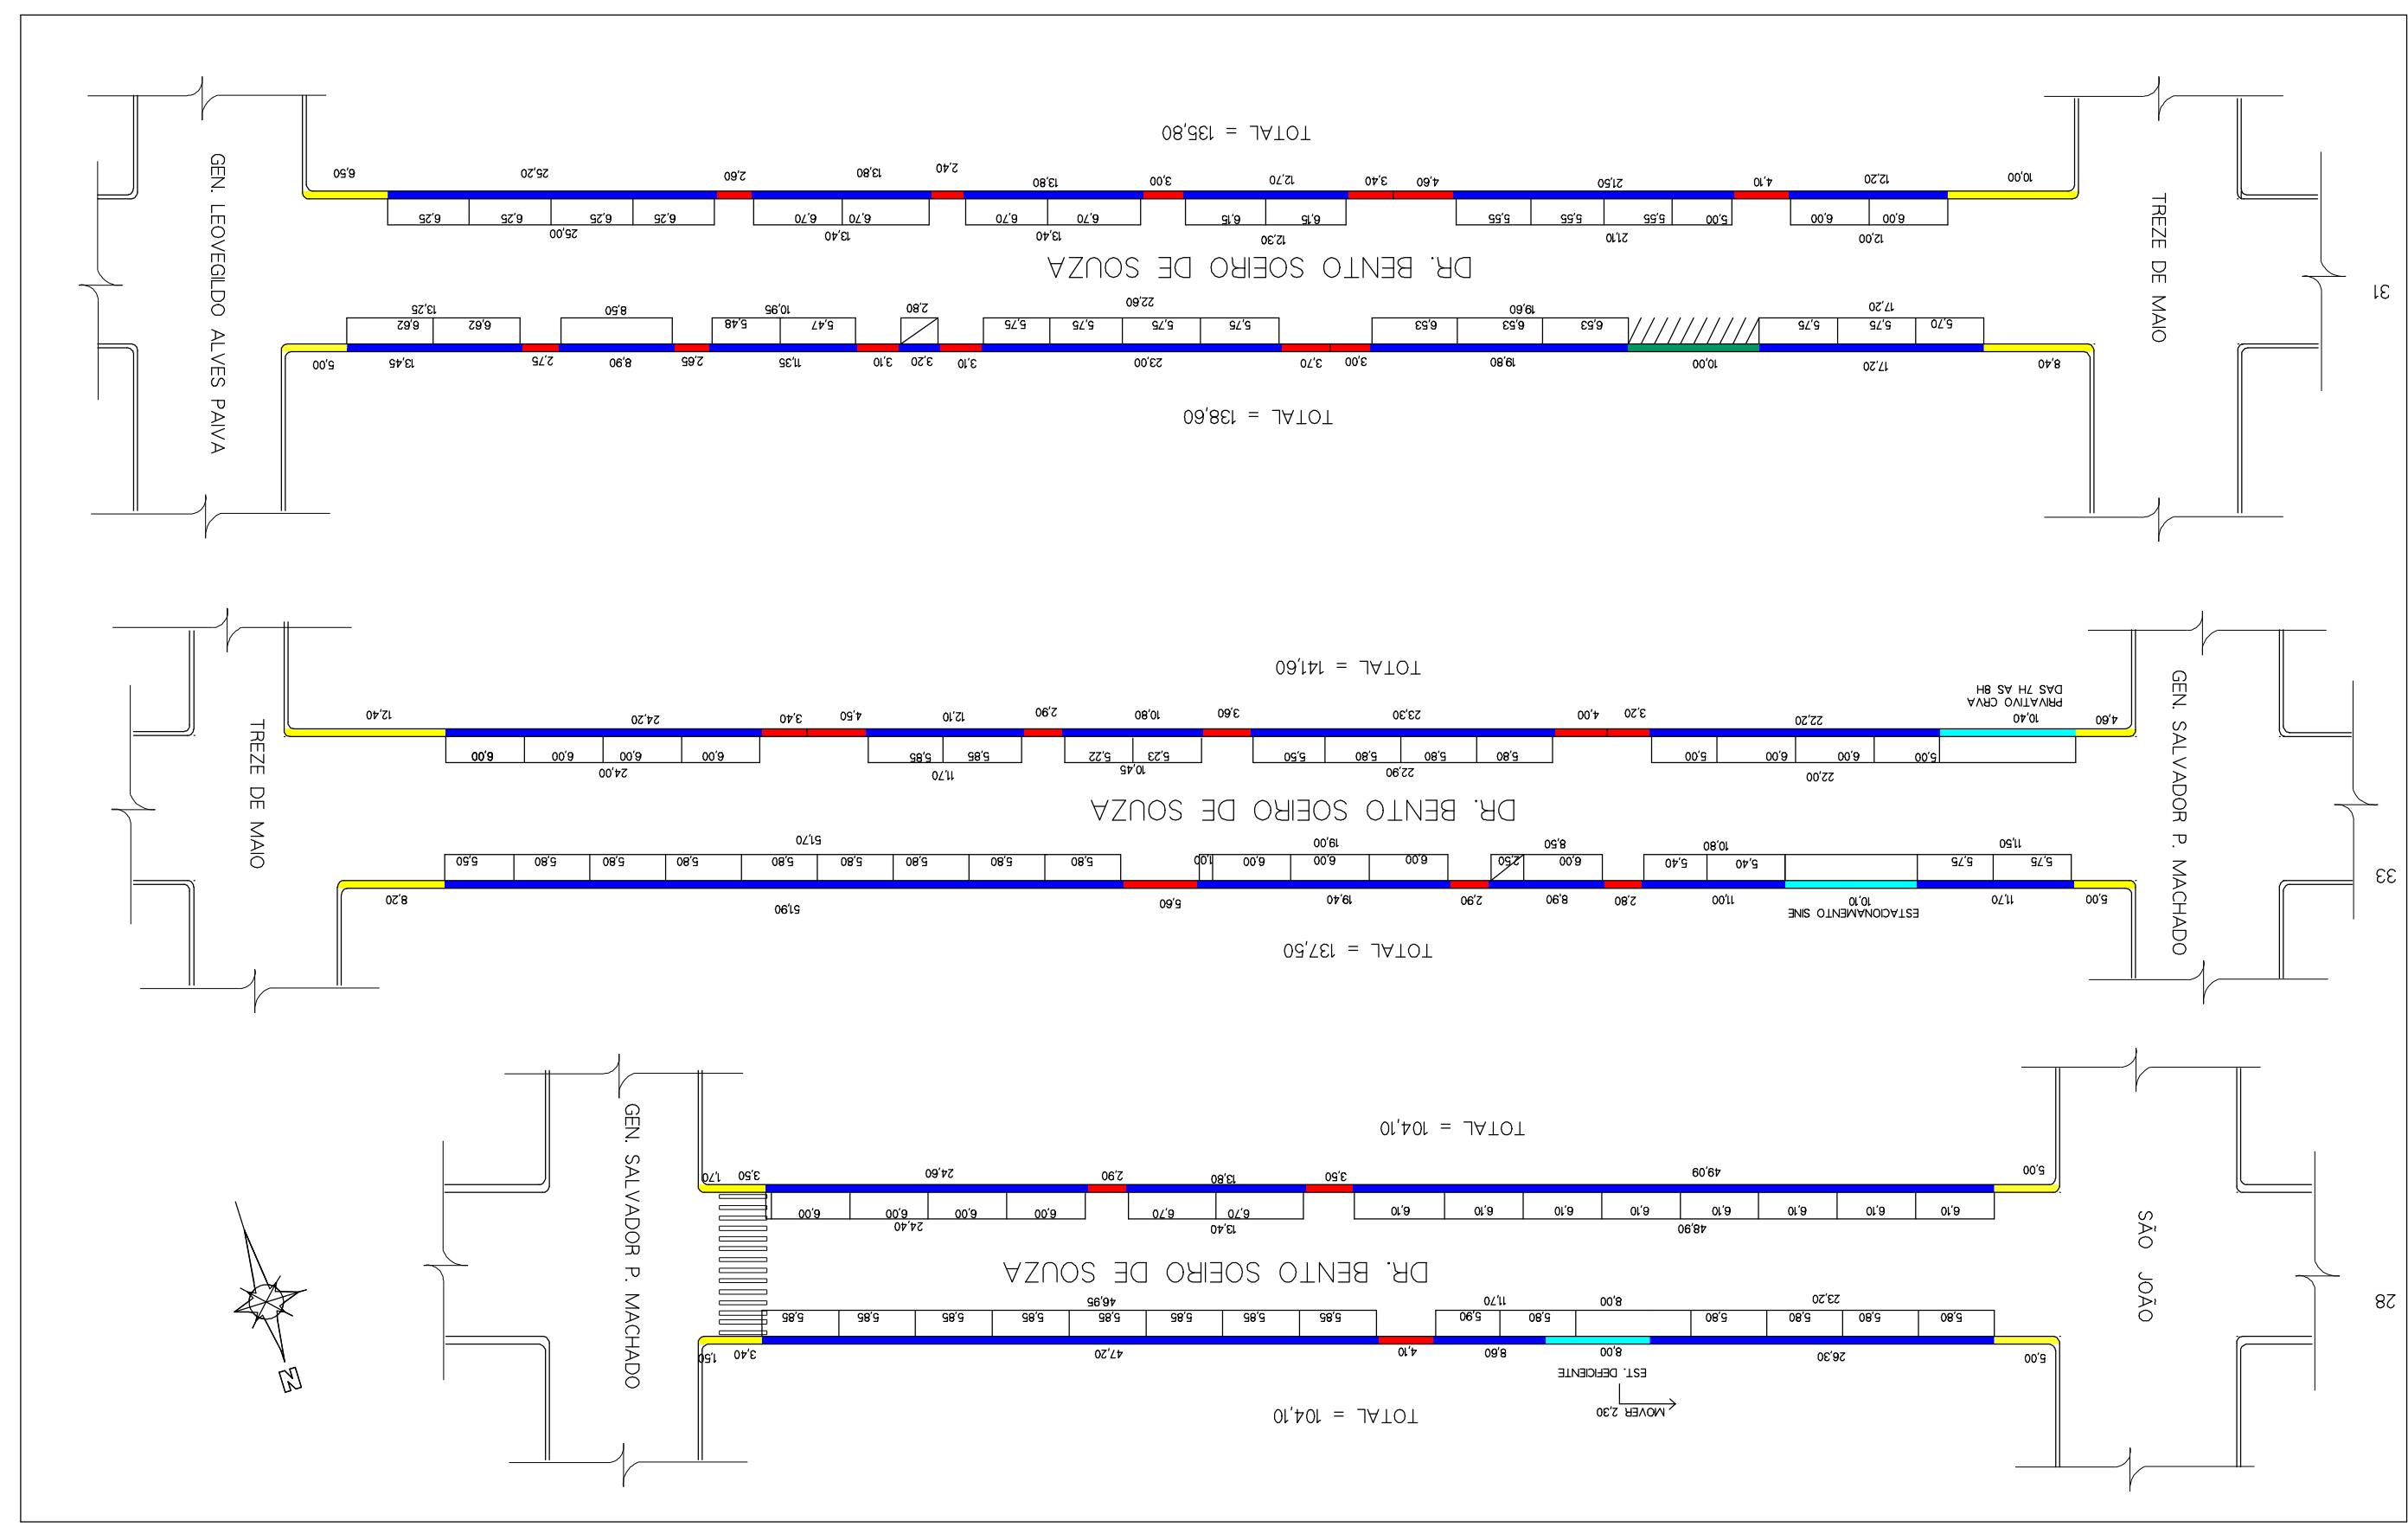 TOTAL = 104,10
MOVER 2,30
EST. DEFICIENTE
5,00 26,30 8,00 8,60 4,10 47,20 3,40 1,50
5,80 5,80 5,80 5,80 5,80 5,90 5,85 5,85 5,85 5,85 5,85 5,85 5,85 5,85
23,20 8,00 11,70 46,95
28
SÃO JOÃO
DR. BENTO SOEIRO DE SOUZA
GEN. SALVADOR P. MACHADO
N
48,90 13,40 24,40
6,10 6,10 6,10 6,10 6,10 6,10 6,10 6,10 6,70 6,70 6,00 6,00 6,00 6,00
5,00 49,09 3,50 13,80 2,90 24,60 3,50 1,70
TOTAL = 104,10
TOTAL = 137,50
ESTACIONAMENTO SINE
5,00 11,70 10,10 11,00 2,80 8,90 2,90 19,40 5,60 51,90 8,20
5,75 5,75 5,40 5,40 6,00 2,50 6,00 6,00 6,00 1,00 5,80 5,80 5,80 5,80 5,80 5,80 5,80 5,80 5,50
11,50 10,80 8,50 19,00 51,70
33
GEN. SALVADOR P. MACHADO
DR. BENTO SOEIRO DE SOUZA
TREZE DE MAIO
22,00 22,90 10,45 11,70 24,00
5,00 6,00 6,00 5,00 5,80 5,80 5,80 5,50 5,23 5,22 5,85 5,85 6,00 6,00 6,00 6,00
4,60 10,40 22,20 3,20 4,00 23,30 3,60 10,80 2,90 12,10 4,50 3,40 24,20 12,40
PRIVATIVO CRVA
DAS 7H AS 8H
TOTAL = 141,60
TOTAL = 138,60
8,40 17,20 10,00 19,80 3,00 3,70 23,00 3,10 3,20 3,10 11,35 2,65 8,90 2,75 13,45 5,00
5,70 5,75 5,75 6,53 6,53 6,53 5,75 5,75 5,75 5,75 5,47 5,48 6,62 6,62
17,20 19,60 22,60 2,80 10,95 8,50 13,25
31
TREZE DE MAIO
DR. BENTO SOEIRO DE SOUZA
GEN. LEOVEGILDO ALVES PAIVA
12,00 21,10 12,30 13,40 13,40 25,00
6,00 6,00 5,00 5,55 5,55 5,55 6,15 6,15 6,70 6,70 6,70 6,70 6,25 6,25 6,25 6,25
10,00 12,20 4,10 21,50 4,60 3,40 12,70 3,00 13,80 2,40 13,80 2,60 25,20 6,50
TOTAL = 135,80